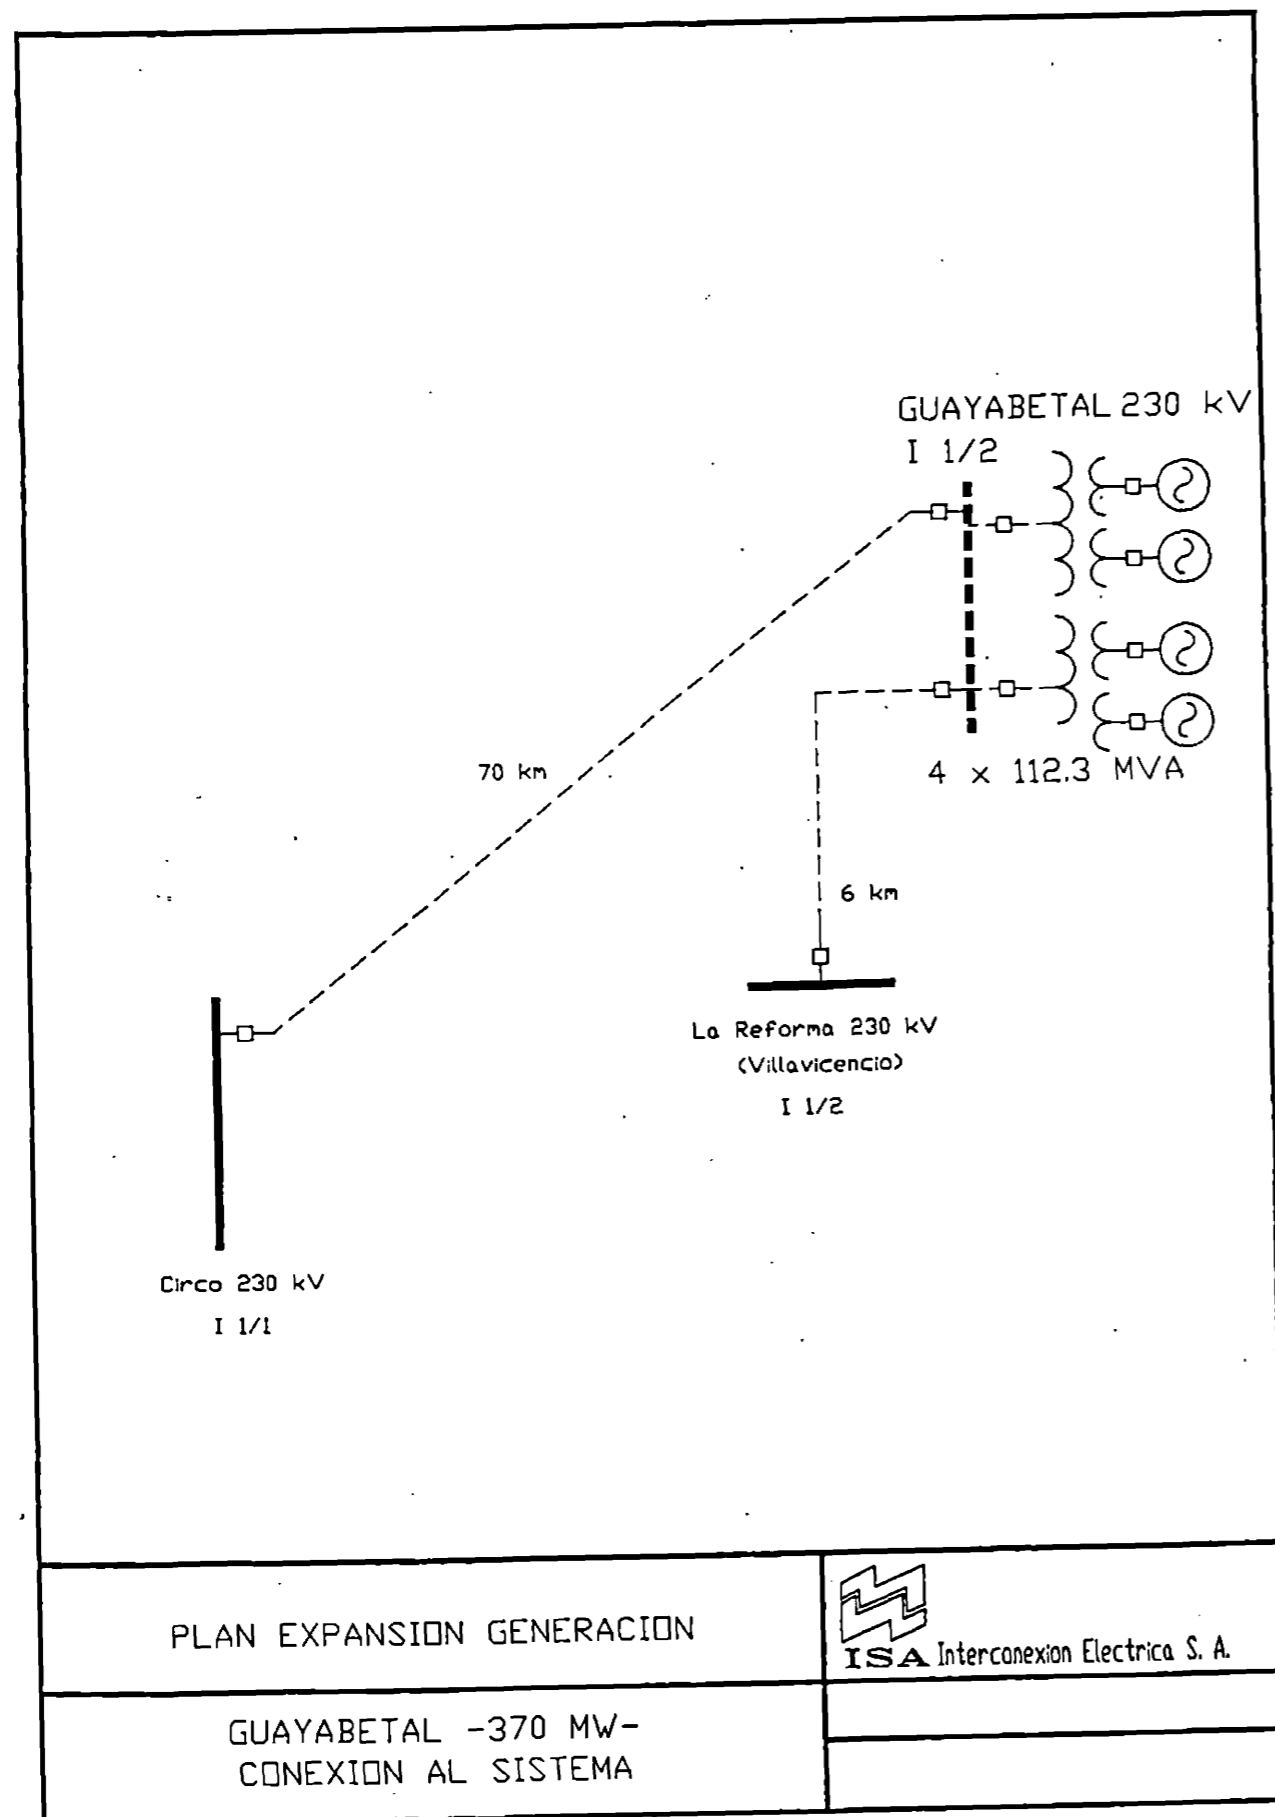 GUAYABETAL 230 kV
I 1/2
4 x 112.3 MVA
70 km
6 km
La Reforma 230 kV
(Villavicencio)
I 1/2
Circo 230 kV
I 1/1
PLAN EXPANSION GENERACION
ISA Interconexion Electrica S. A.
GUAYABETAL -370 MW-
CONEXION AL SISTEMA